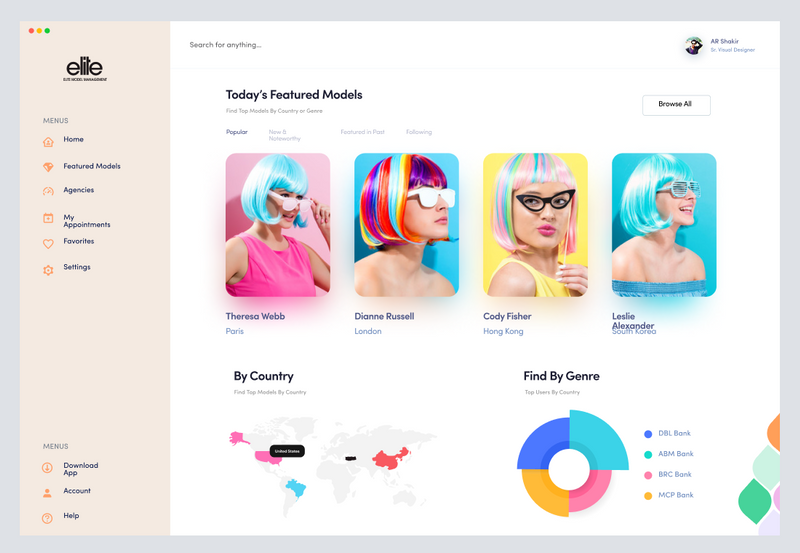 elite
ELITE MODEL MANAGEMENT
MENUS
Home
Featured Models
Agencies
My
Appointments
Favorites
Settings
MENUS
Download
App
Account
Help
Search for anything...
AR Shakir
Sr. Visual Designer
Today's Featured Models
Find Top Models By Country or Genre
Browse All
Popular
New &
Noteworthy
Featured in Past
Following
Theresa Webb
Paris
Dianne Russell
London
Cody Fisher
Hong Kong
Leslie
Alexander
South Korea
By Country
Find Top Models By Country
United States
Find By Genre
Top Users By Country
DBL Bank
ABM Bank
BRC Bank
MCP Bank